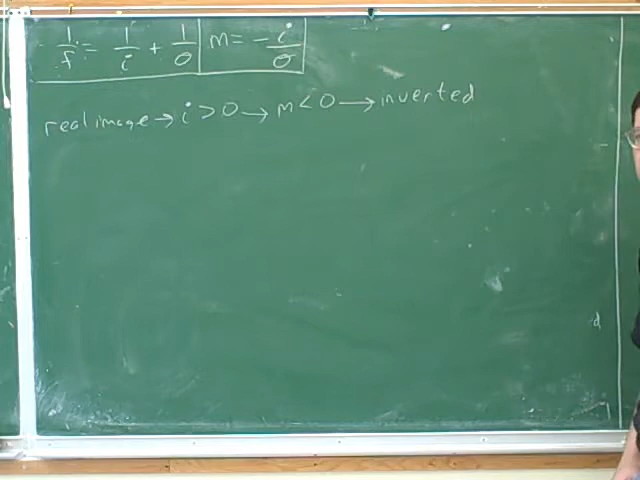 1/f = 1/i + 1/o m = - i/o
real image → i > 0 → m < 0 → inverted
d